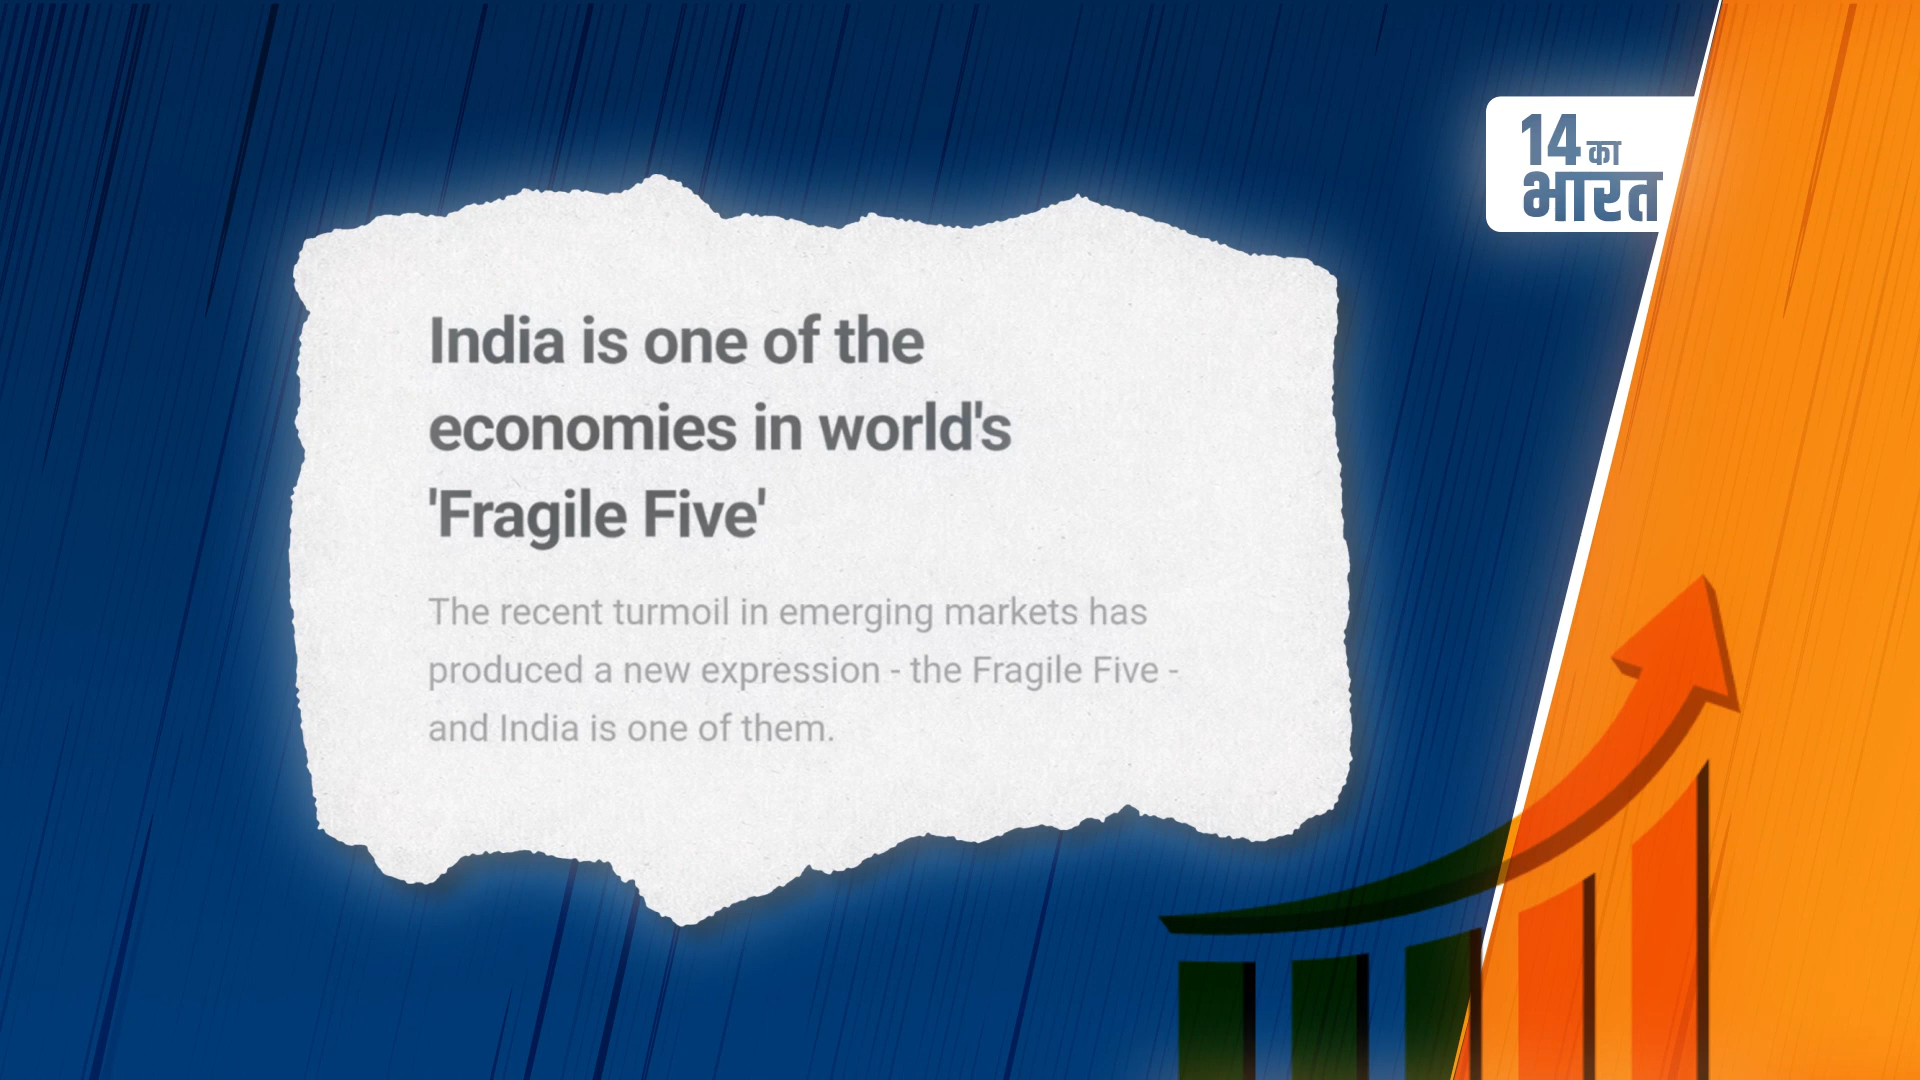 14 का
भारत
India is one of the
economies in world's
'Fragile Five'
The recent turmoil in emerging markets has
produced a new expression - the Fragile Five -
and India is one of them.